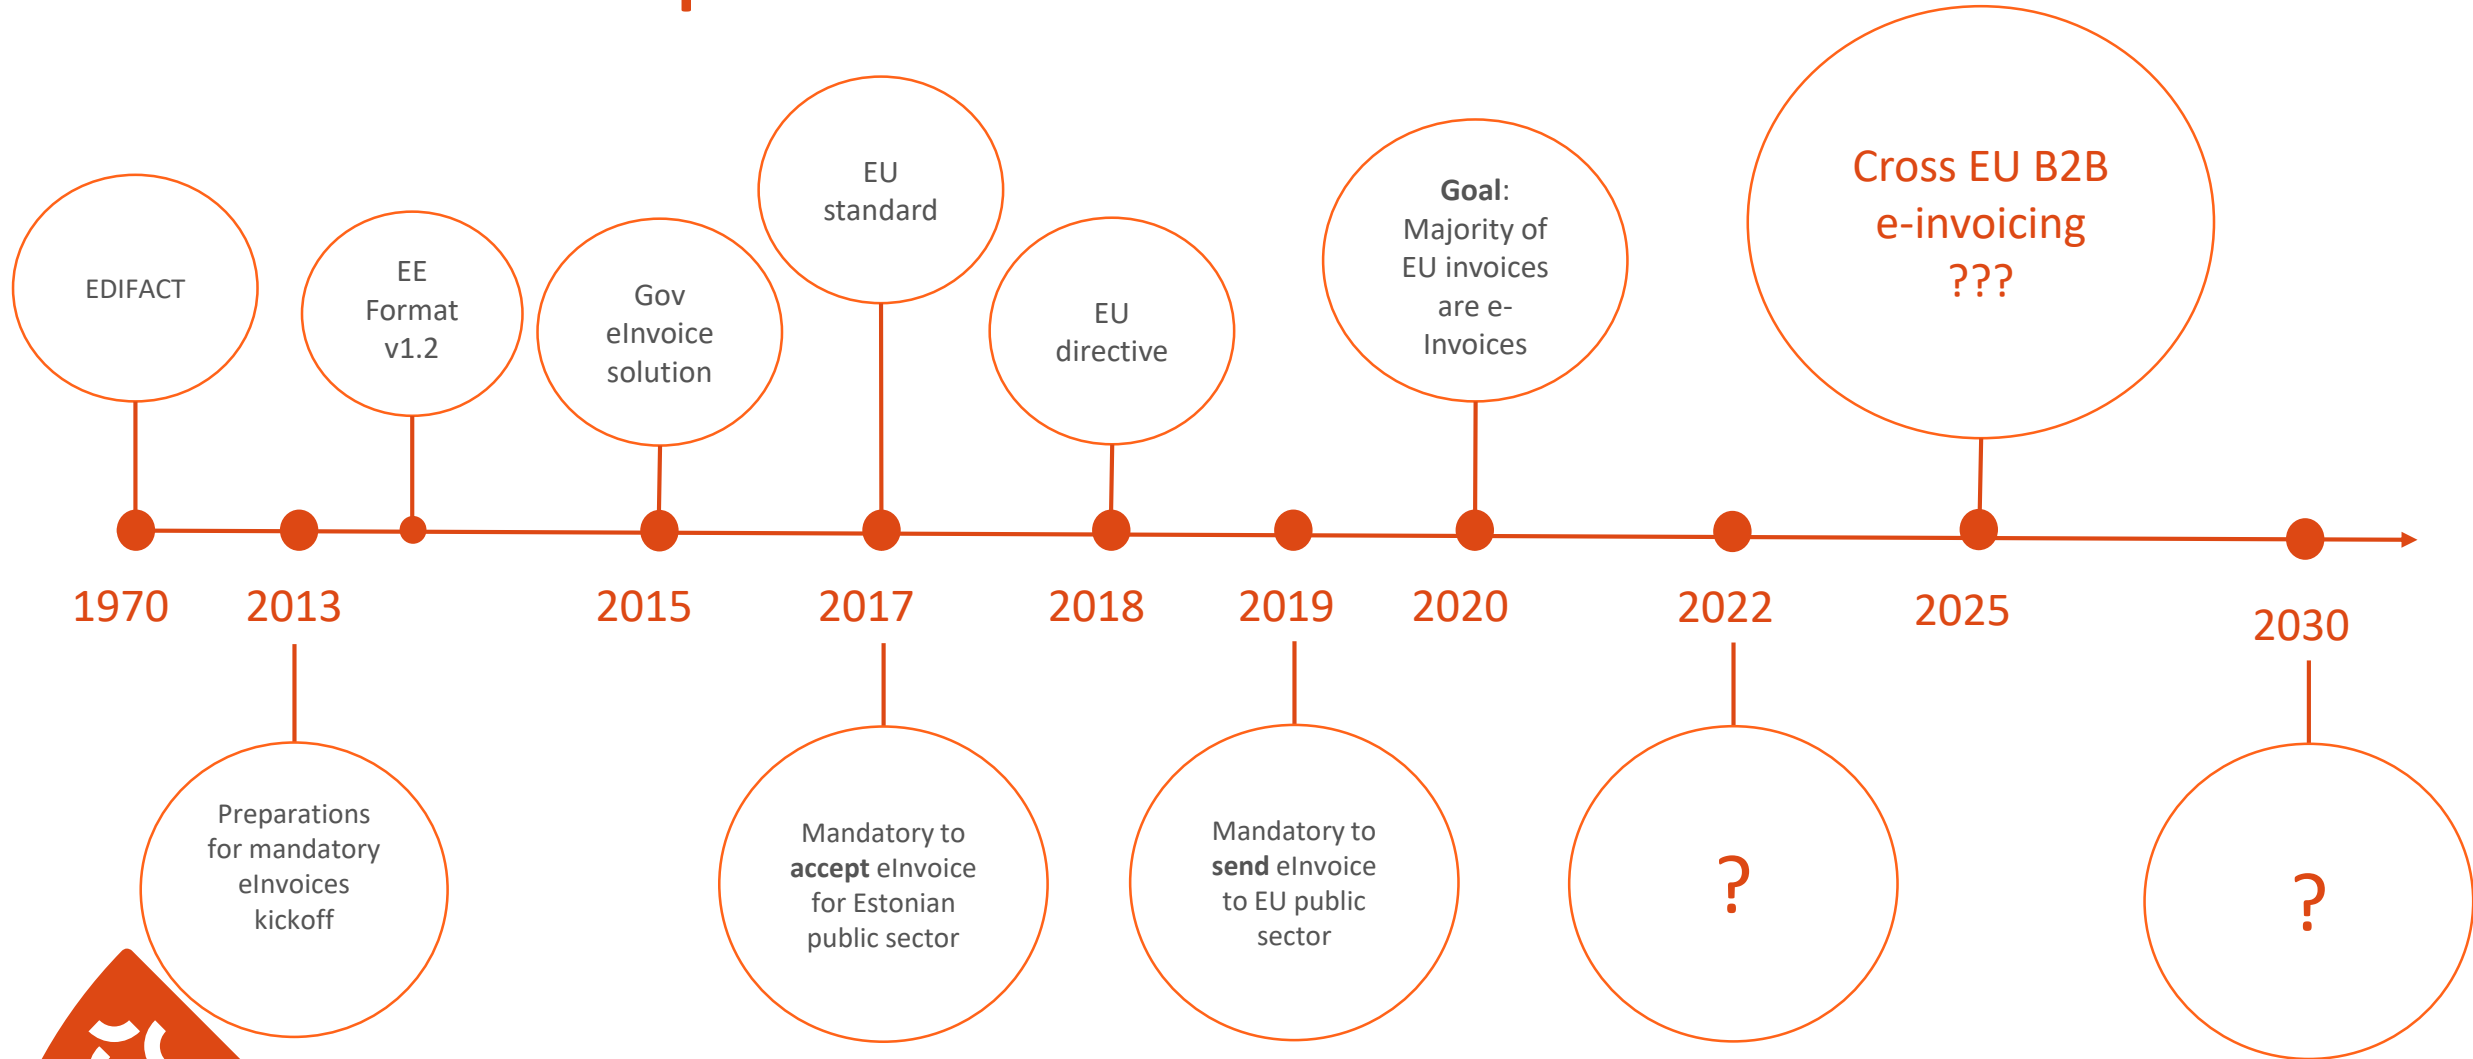 EDIFACT
EE
Format
v1.2
Gov
eInvoice
solution
EU
standard
EU
directive
Goal:
Majority of
EU invoices
are e-
Invoices
Cross EU B2B
e-invoicing
???
1970
2013
2015
2017
2018
2019
2020
2022
2025
2030
Preparations
for mandatory
eInvoices
kickoff
Mandatory to
accept eInvoice
for Estonian
public sector
Mandatory to
send eInvoice
to EU public
sector
?
?